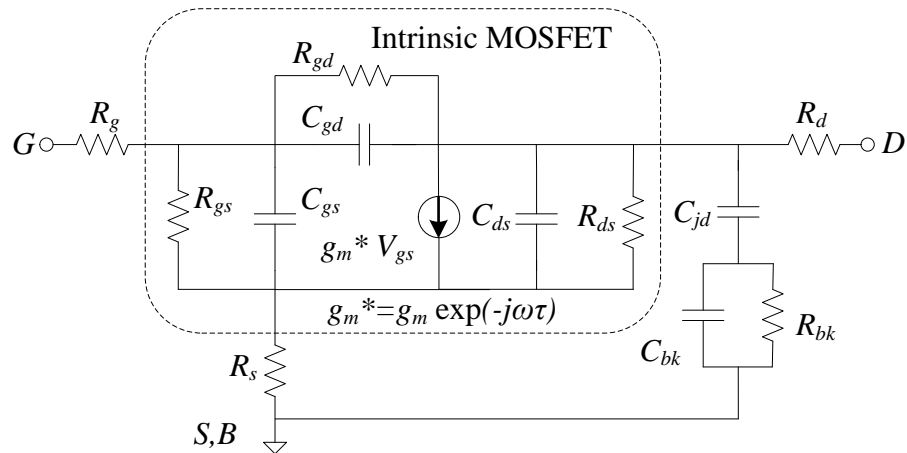 Intrinsic MOSFET
R_gd
R_g
C_gd
R_d
G
D
R_gs
C_gs
C_ds
R_ds
C_jd
g_m* V_gs
g_m*=g_m exp(-jωτ)
C_bk
R_bk
R_s
S,B